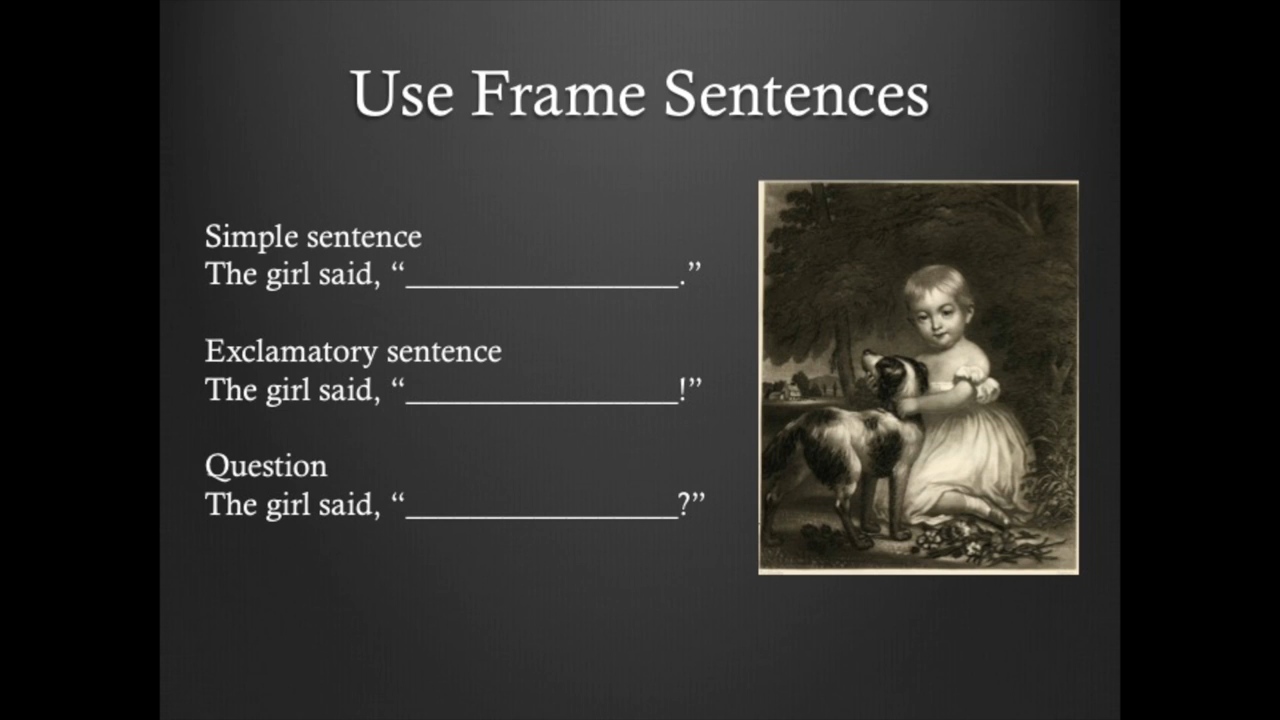 Use Frame Sentences
Simple sentence
The girl said, “_________________.”
Exclamatory sentence
The girl said, “_________________!”
Question
The girl said, “_________________?”